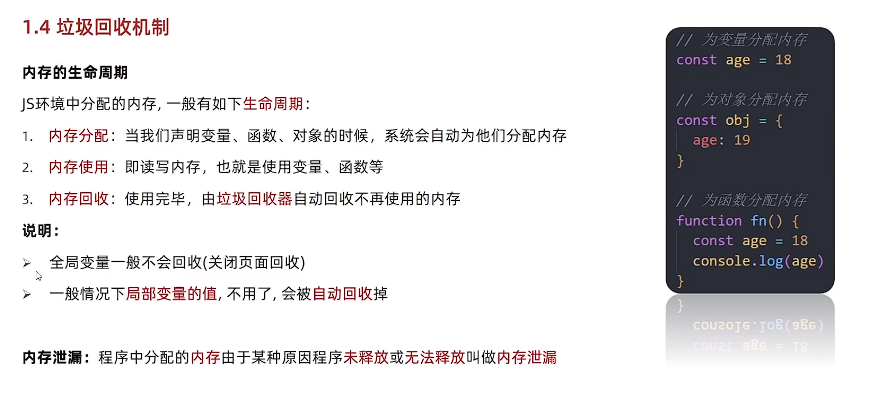 1.4 垃圾回收机制
内存的生命周期
JS环境中分配的内存, 一般有如下生命周期：
1. 内存分配：当我们声明变量、函数、对象的时候，系统会自动为他们分配内存
2. 内存使用：即读写内存，也就是使用变量、函数等
3. 内存回收：使用完毕，由垃圾回收器自动回收不再使用的内存
说明：
➢ 全局变量一般不会回收(关闭页面回收)
➢ 一般情况下局部变量的值, 不用了, 会被自动回收掉
内存泄漏：程序中分配的内存由于某种原因程序未释放或无法释放叫做内存泄漏
// 为变量分配内存
const age = 18
// 为对象分配内存
const obj = {
age: 19
}
// 为函数分配内存
function fn() {
const age = 18
console.log(age)
}